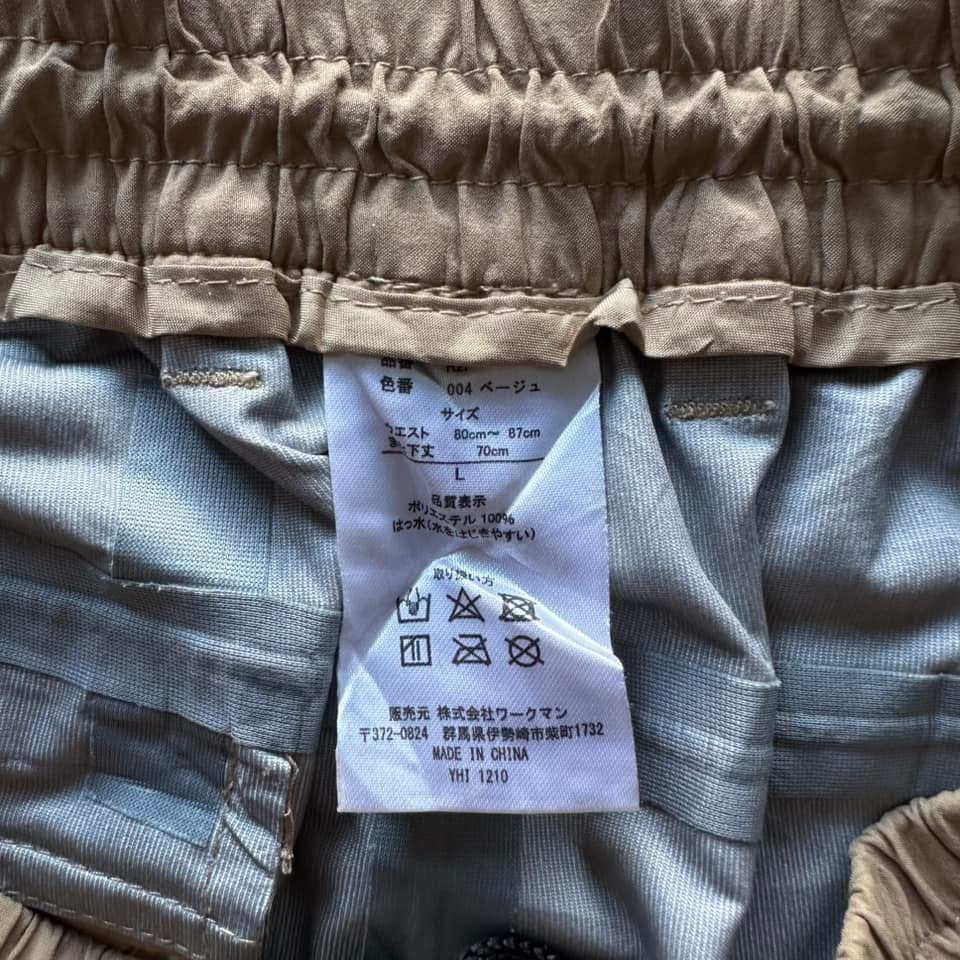 品番
色番 004 ベージュ
サイズ
ウエスト 80cm～ 87cm
下丈 70cm
L
品質表示
ポリエステル 100%
はっ水(水をはじきやすい)
取り扱い方
販売元 株式会社ワークマン
〒372-0824 群馬県伊勢崎市柴町1732
MADE IN CHINA
YHI 1210